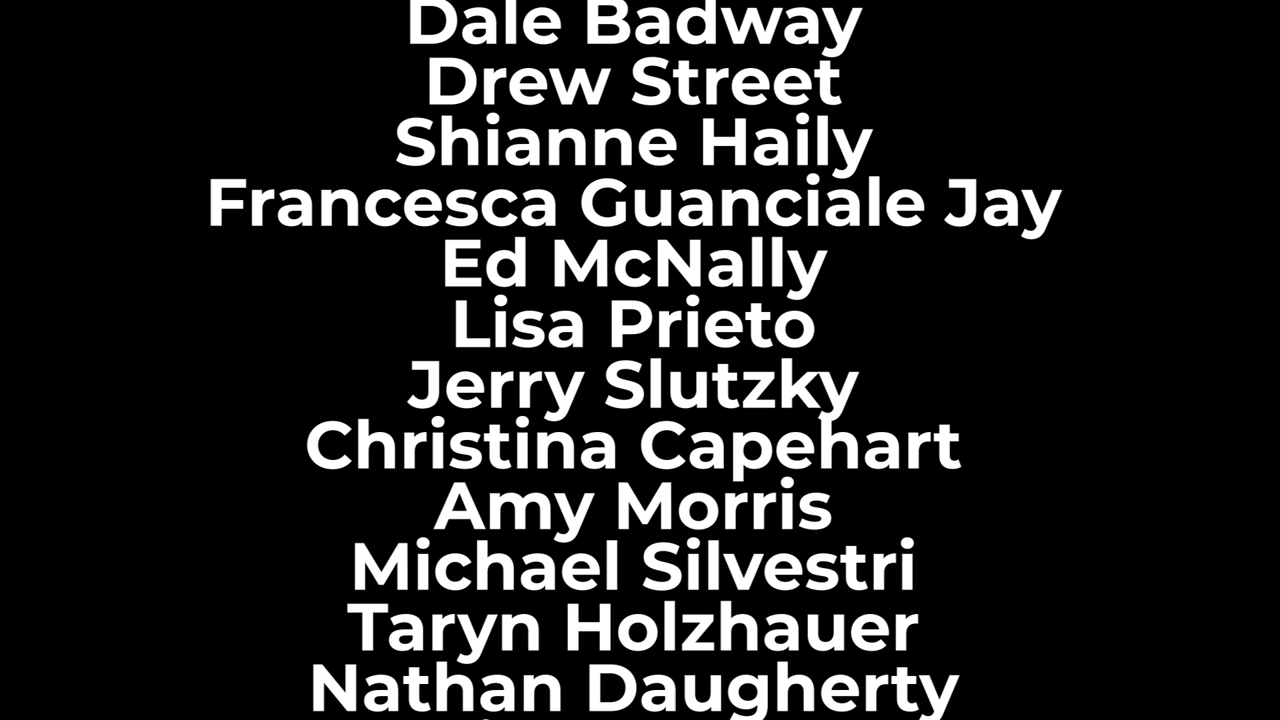 Dale Badway
Drew Street
Shianne Haily
Francesca Guanciale Jay
Ed McNally
Lisa Prieto
Jerry Slutzky
Christina Capehart
Amy Morris
Michael Silvestri
Taryn Holzhauer
Nathan Daugherty